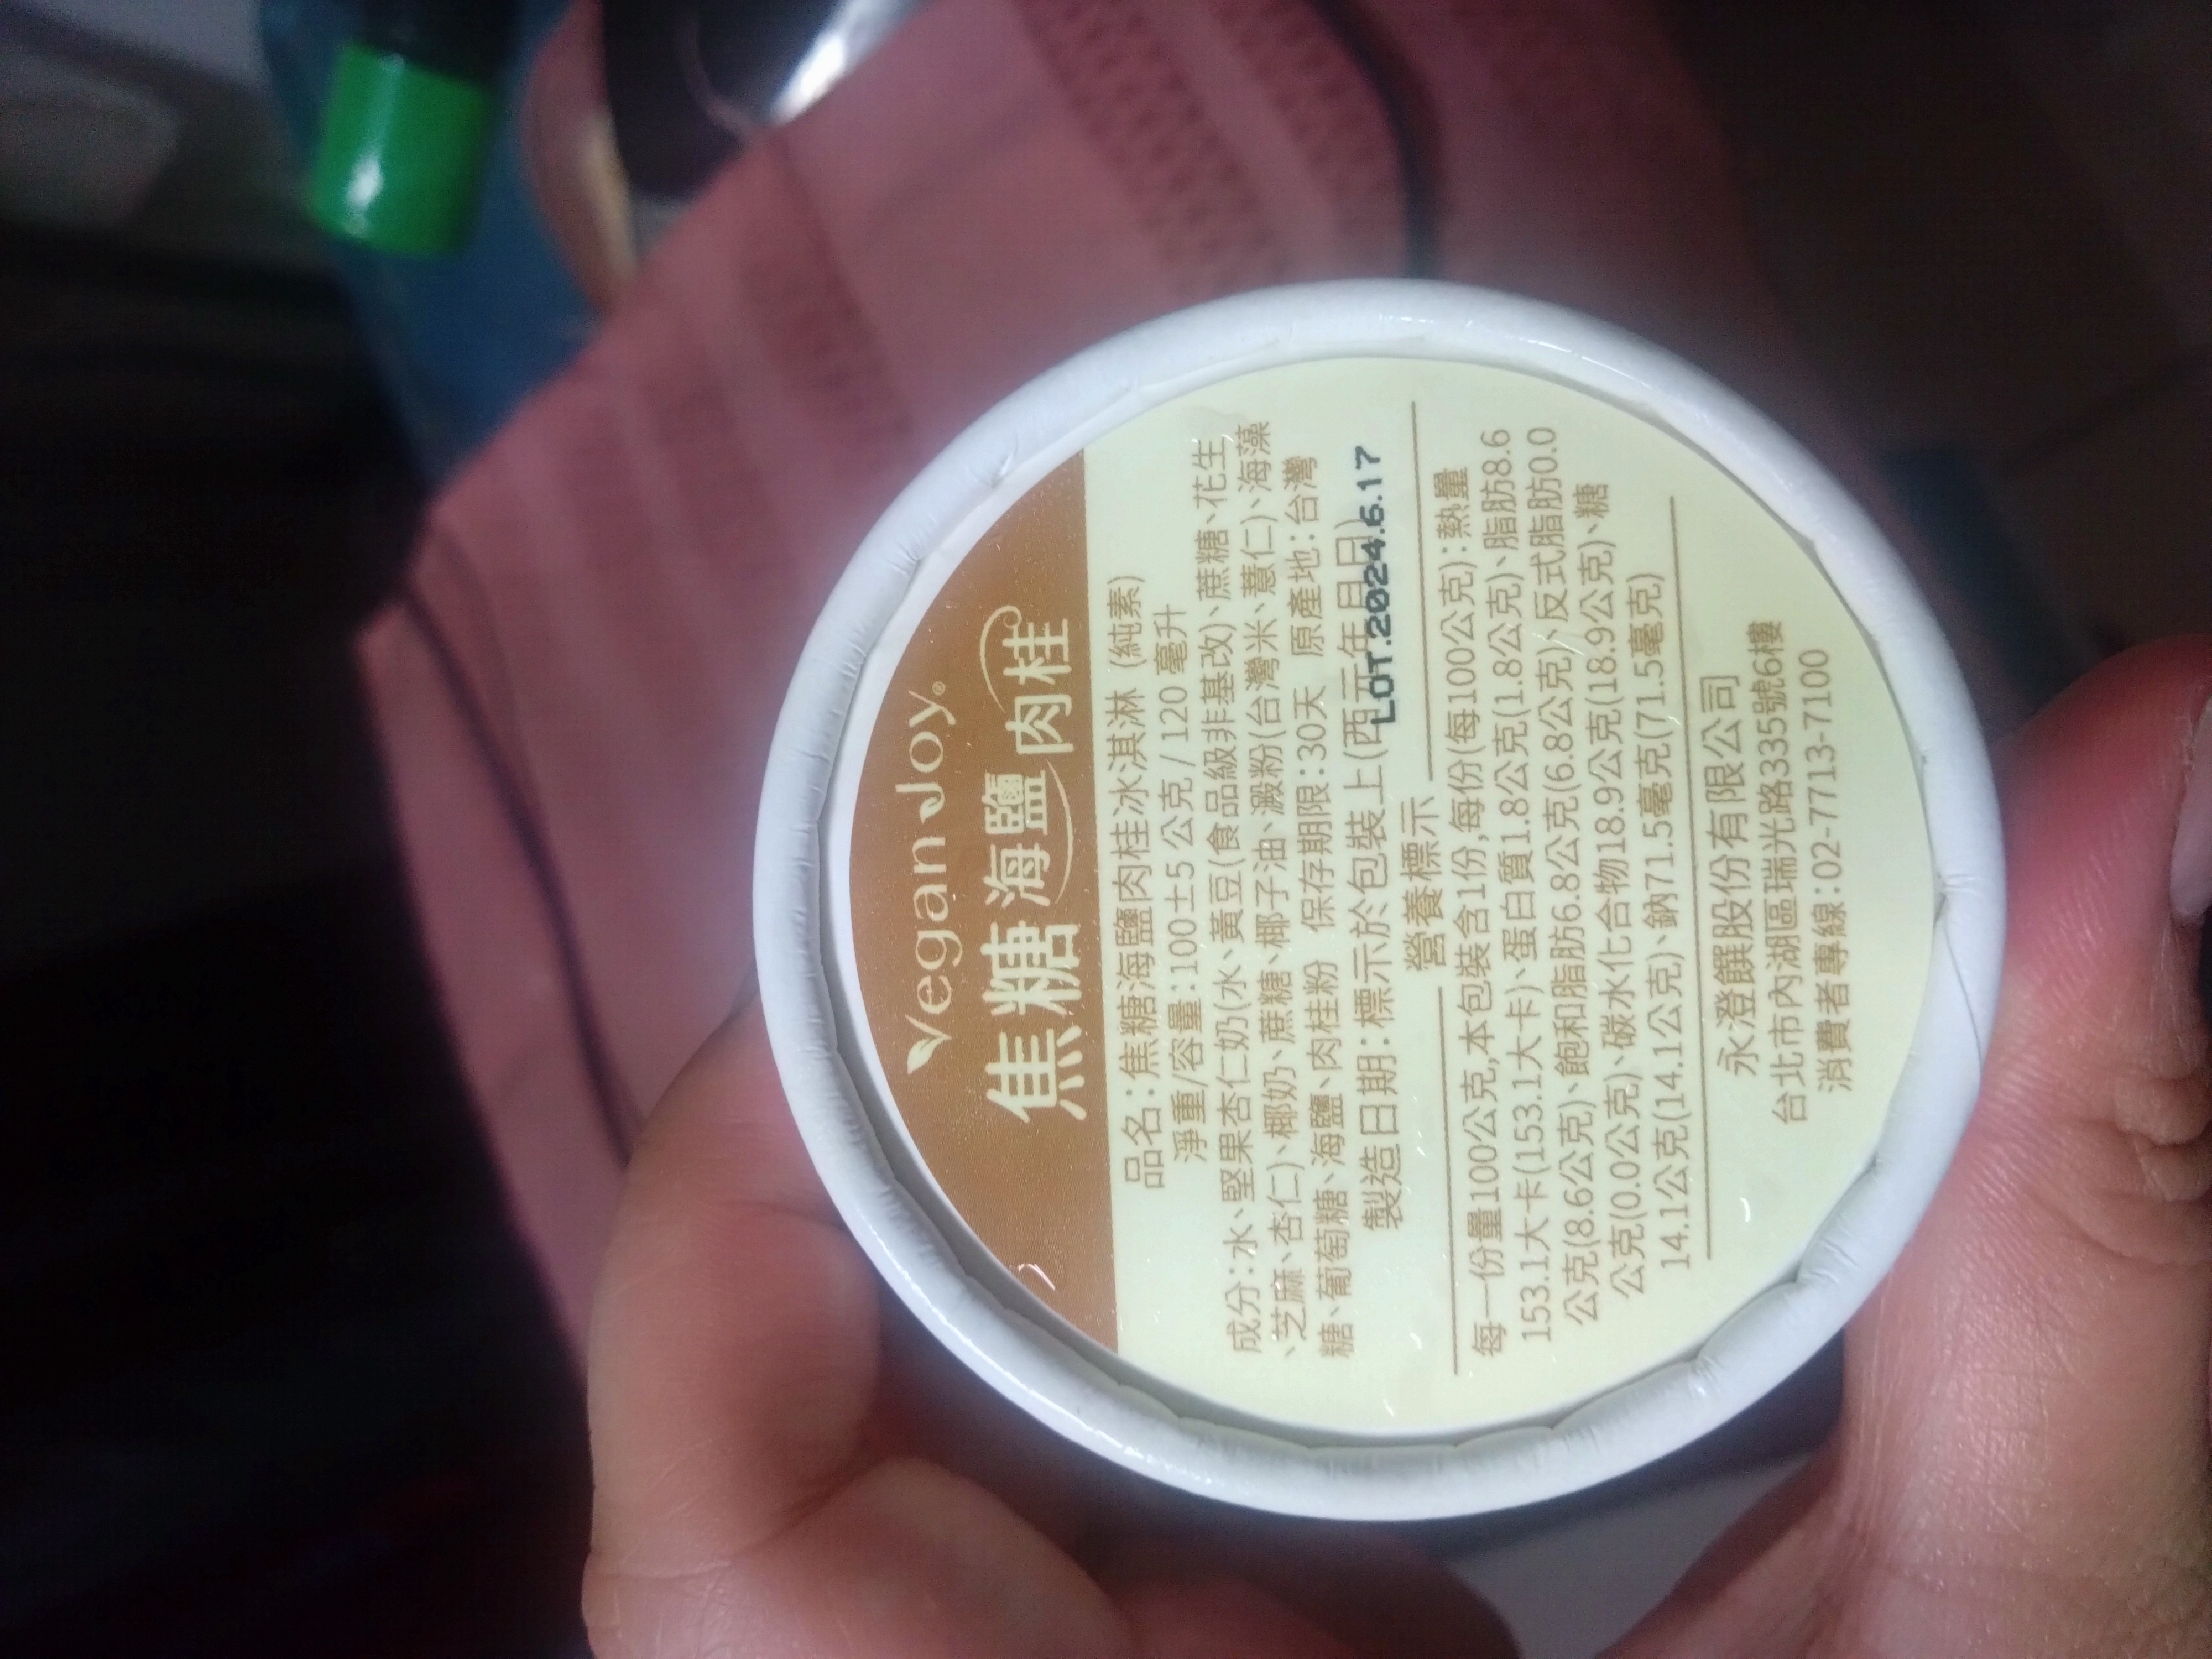 VeganJoy®
焦糖海鹽肉桂
品名：焦糖海鹽肉桂冰淇淋 (純素)
淨重/容量：100±5 公克 / 120 毫升
成分：水、堅果杏仁奶(水、黃豆(食品級非基改)、蔗糖、花生
、芝麻、杏仁)、椰奶、蔗糖、椰子油、澱粉(台灣米、薏仁)、海藻
糖、葡萄糖、海鹽、肉桂粉 保存期限：30天 原產地：台灣
製造日期：標示於包裝上(西元年月日)
LOT.2024.6.17
營養標示
每一份量100公克，本包裝含1份，每份(每100公克)：熱量
153.1大卡(153.1大卡)、蛋白質1.8公克(1.8公克)、脂肪8.6
公克(8.6公克)、飽和脂肪6.8公克(6.8公克)、反式脂肪0.0
公克(0.0公克)、碳水化合物18.9公克(18.9公克)、糖
14.1公克(14.1公克)、鈉71.5毫克(71.5毫克)
永澄饌股份有限公司
台北市內湖區瑞光路335號6樓
消費者專線：02-7713-7100